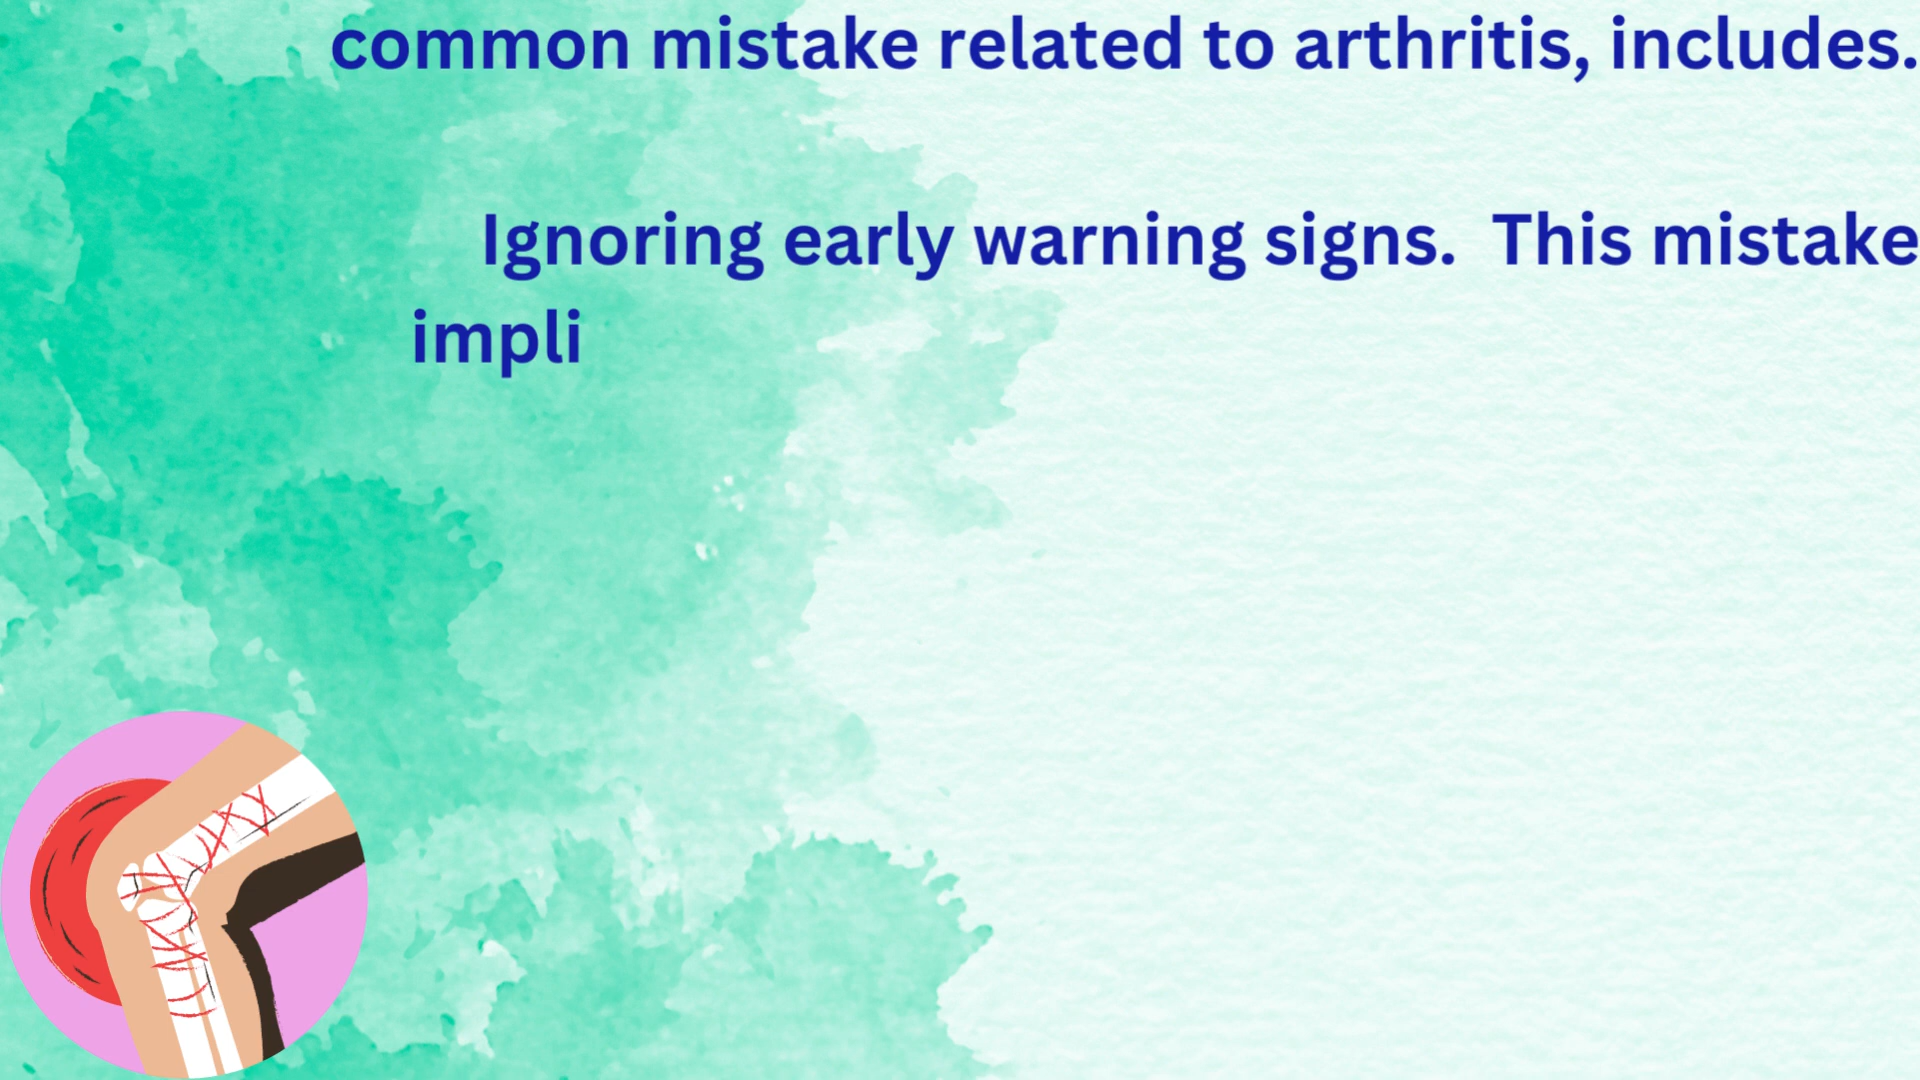 common mistake related to arthritis, includes.
Ignoring early warning signs. This mistake
impli